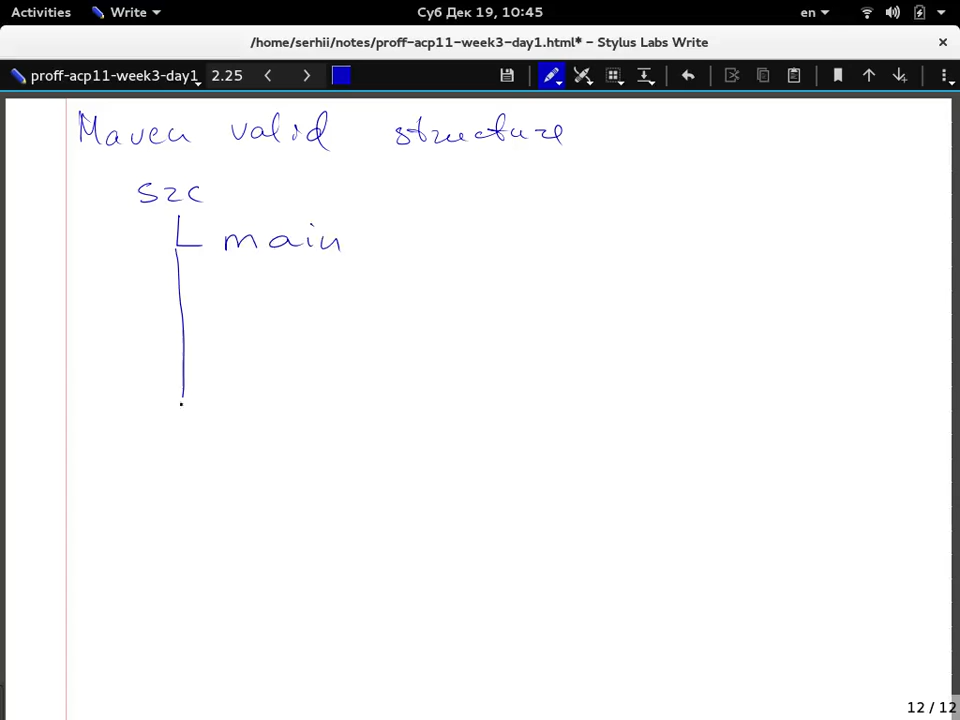 Activities Write Суб Дек 19, 10:45 en
/home/serhii/notes/proff-acp11-week3-day1.html* – Stylus Labs Write ×
proff-acp11-week3-day1 2.25
Maven valid structure
src
main
12 / 12